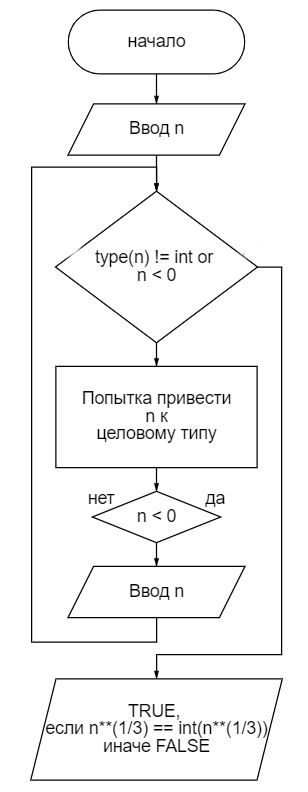 начало
Ввод n
type(n) != int or
n < 0
Попытка привести
n к
целовому типу
нет
да
n < 0
Ввод n
TRUE,
если n**(1/3) == int(n**(1/3))
иначе FALSE